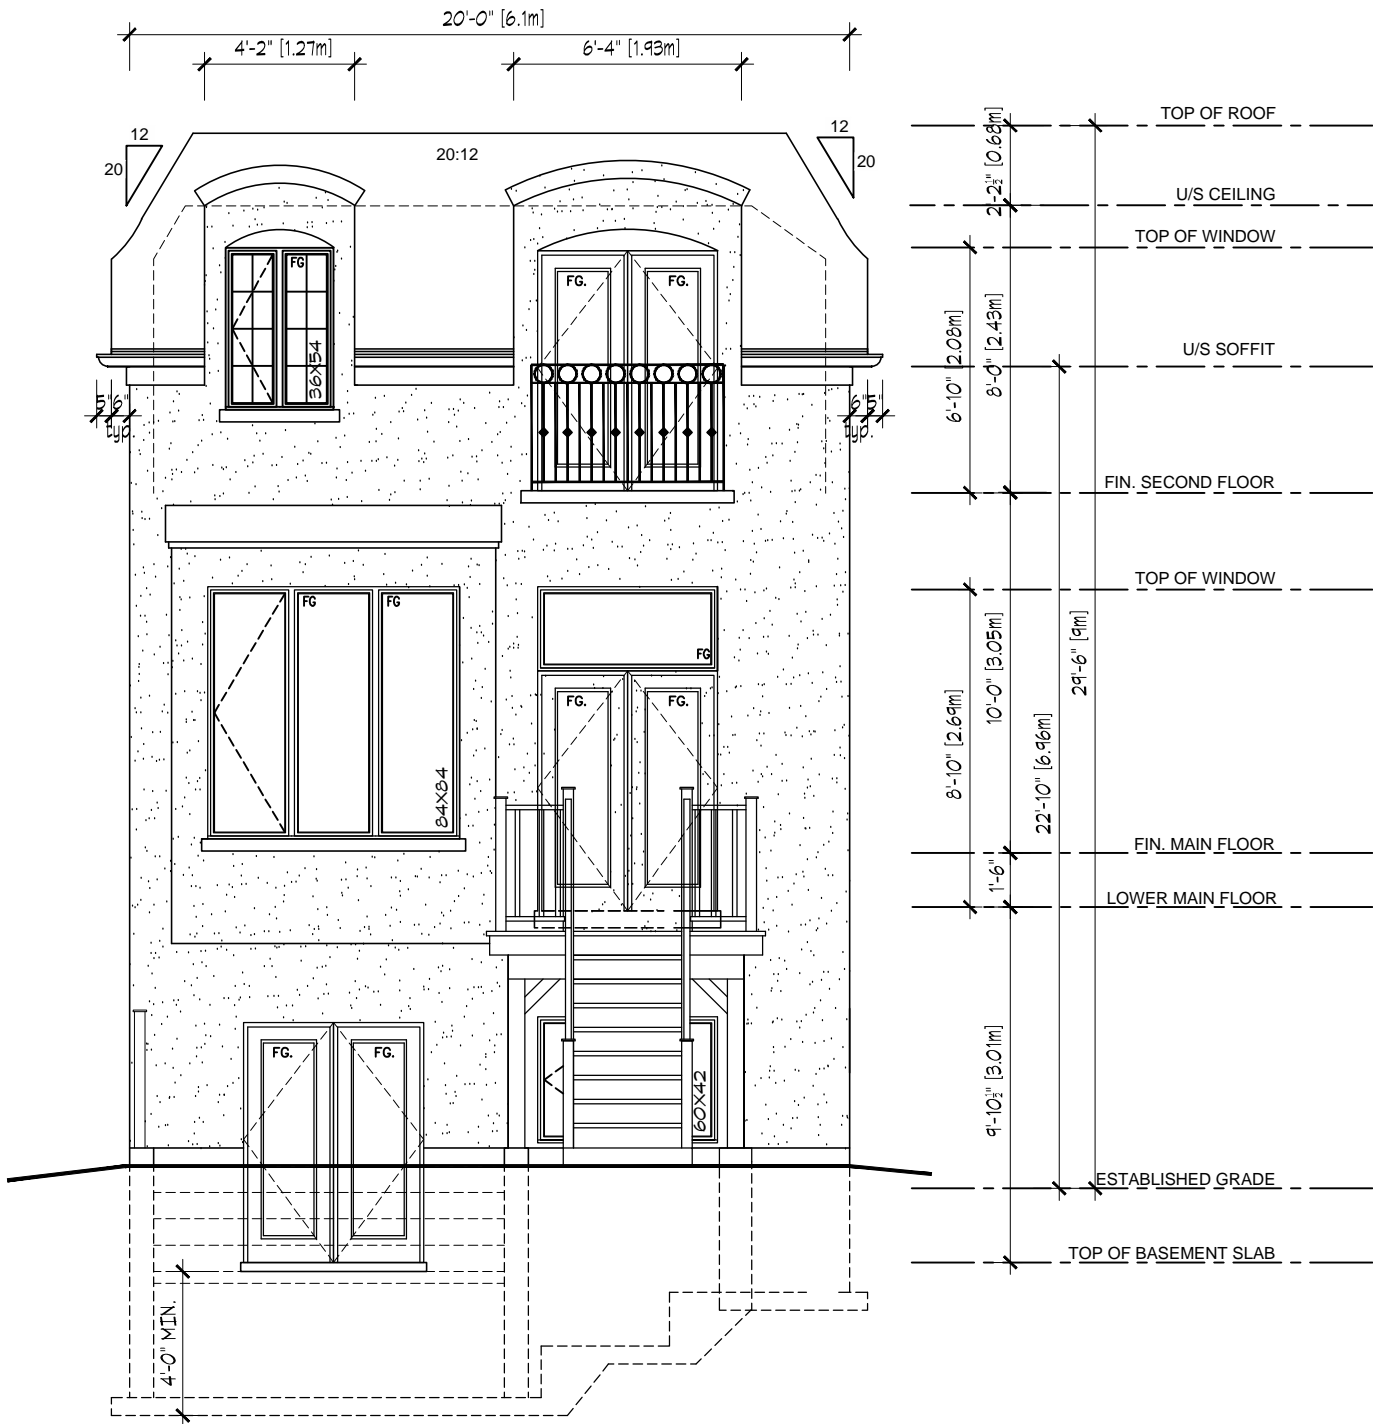 20'-0" [6.1m]
4'-2" [1.27m]
6'-4" [1.93m]
TOP OF ROOF
12
20
20:12
12
20
2'-2½" [0.68m]
U/S CEILING
TOP OF WINDOW
FG
FG.
FG.
36X54
6'-10" [2.08m]
8'-0" [2.43m]
U/S SOFFIT
5" 6"
typ.
6" 5"
typ.
FIN. SECOND FLOOR
TOP OF WINDOW
FG
FG
FG
84X84
FG.
FG.
8'-10" [2.69m]
10'-0" [3.05m]
22'-10" [6.96m]
29'-6" [9m]
FIN. MAIN FLOOR
1'-6"
LOWER MAIN FLOOR
FG.
FG.
60X42
9'-10½" [3.01m]
ESTABLISHED GRADE
TOP OF BASEMENT SLAB
4'-0" MIN.